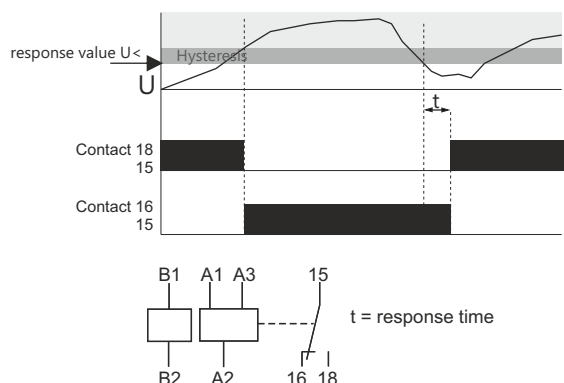 response value U<
Hysteresis
U
t
Contact 18
15
Contact 16
15
B1 A1 A3 15
t = response time
B2 A2 16 18